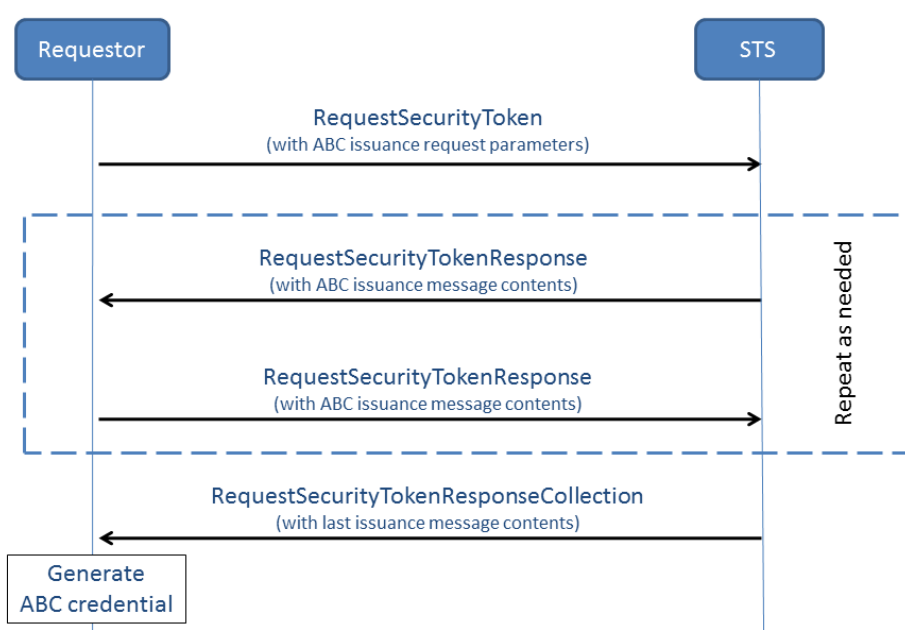 Requestor
STS
RequestSecurityToken
(with ABC issuance request parameters)
RequestSecurityTokenResponse
(with ABC issuance message contents)
Repeat as needed
RequestSecurityTokenResponse
(with ABC issuance message contents)
RequestSecurityTokenResponseCollection
(with last issuance message contents)
Generate
ABC credential